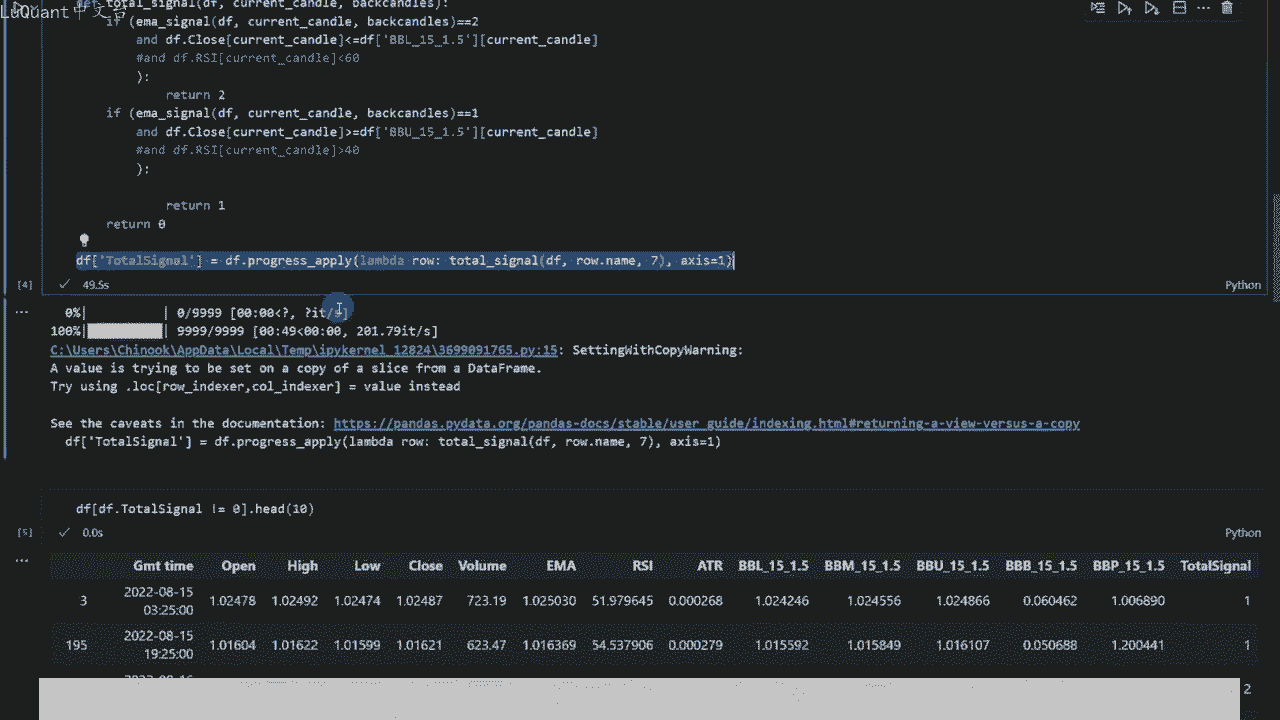 LuQuant中文台
def total_signal(df, current_candle, backcandles):
if (ema_signal(df, current_candle, backcandles)==2
and df.Close[current_candle]<=df['BBL_15_1.5'][current_candle]
#and df.RSI[current_candle]<60
):
return 2
if (ema_signal(df, current_candle, backcandles)==1
and df.Close[current_candle]>=df['BBU_15_1.5'][current_candle]
#and df.RSI[current_candle]>40
):
return 1
return 0
df['TotalSignal'] = df.progress_apply(lambda row: total_signal(df, row.name, 7), axis=1)
[4] 49.5s Python
0%| | 0/9999 [00:00<?, ?it/s]
100%| | 9999/9999 [00:49<00:00, 201.79it/s]
C:\Users\Chinook\AppData\Local\Temp\ipykernel_12824\3699091765.py:15: SettingWithCopyWarning:
A value is trying to be set on a copy of a slice from a DataFrame.
Try using .loc[row_indexer,col_indexer] = value instead
See the caveats in the documentation: https://pandas.pydata.org/pandas-docs/stable/user_guide/indexing.html#returning-a-view-versus-a-copy
df['TotalSignal'] = df.progress_apply(lambda row: total_signal(df, row.name, 7), axis=1)
df[df.TotalSignal != 0].head(10)
[5] 0.0s Python
Gmt time Open High Low Close Volume EMA RSI ATR BBL_15_1.5 BBM_15_1.5 BBU_15_1.5 BBB_15_1.5 BBP_15_1.5 TotalSignal
3 2022-08-15 03:25:00 1.02478 1.02492 1.02474 1.02487 723.19 1.025030 51.979645 0.000268 1.024246 1.024556 1.024866 0.060462 1.006890 1
195 2022-08-15 19:25:00 1.01604 1.01622 1.01599 1.01621 623.47 1.016369 54.537906 0.000279 1.015592 1.015849 1.016107 0.050688 1.200441 1
2